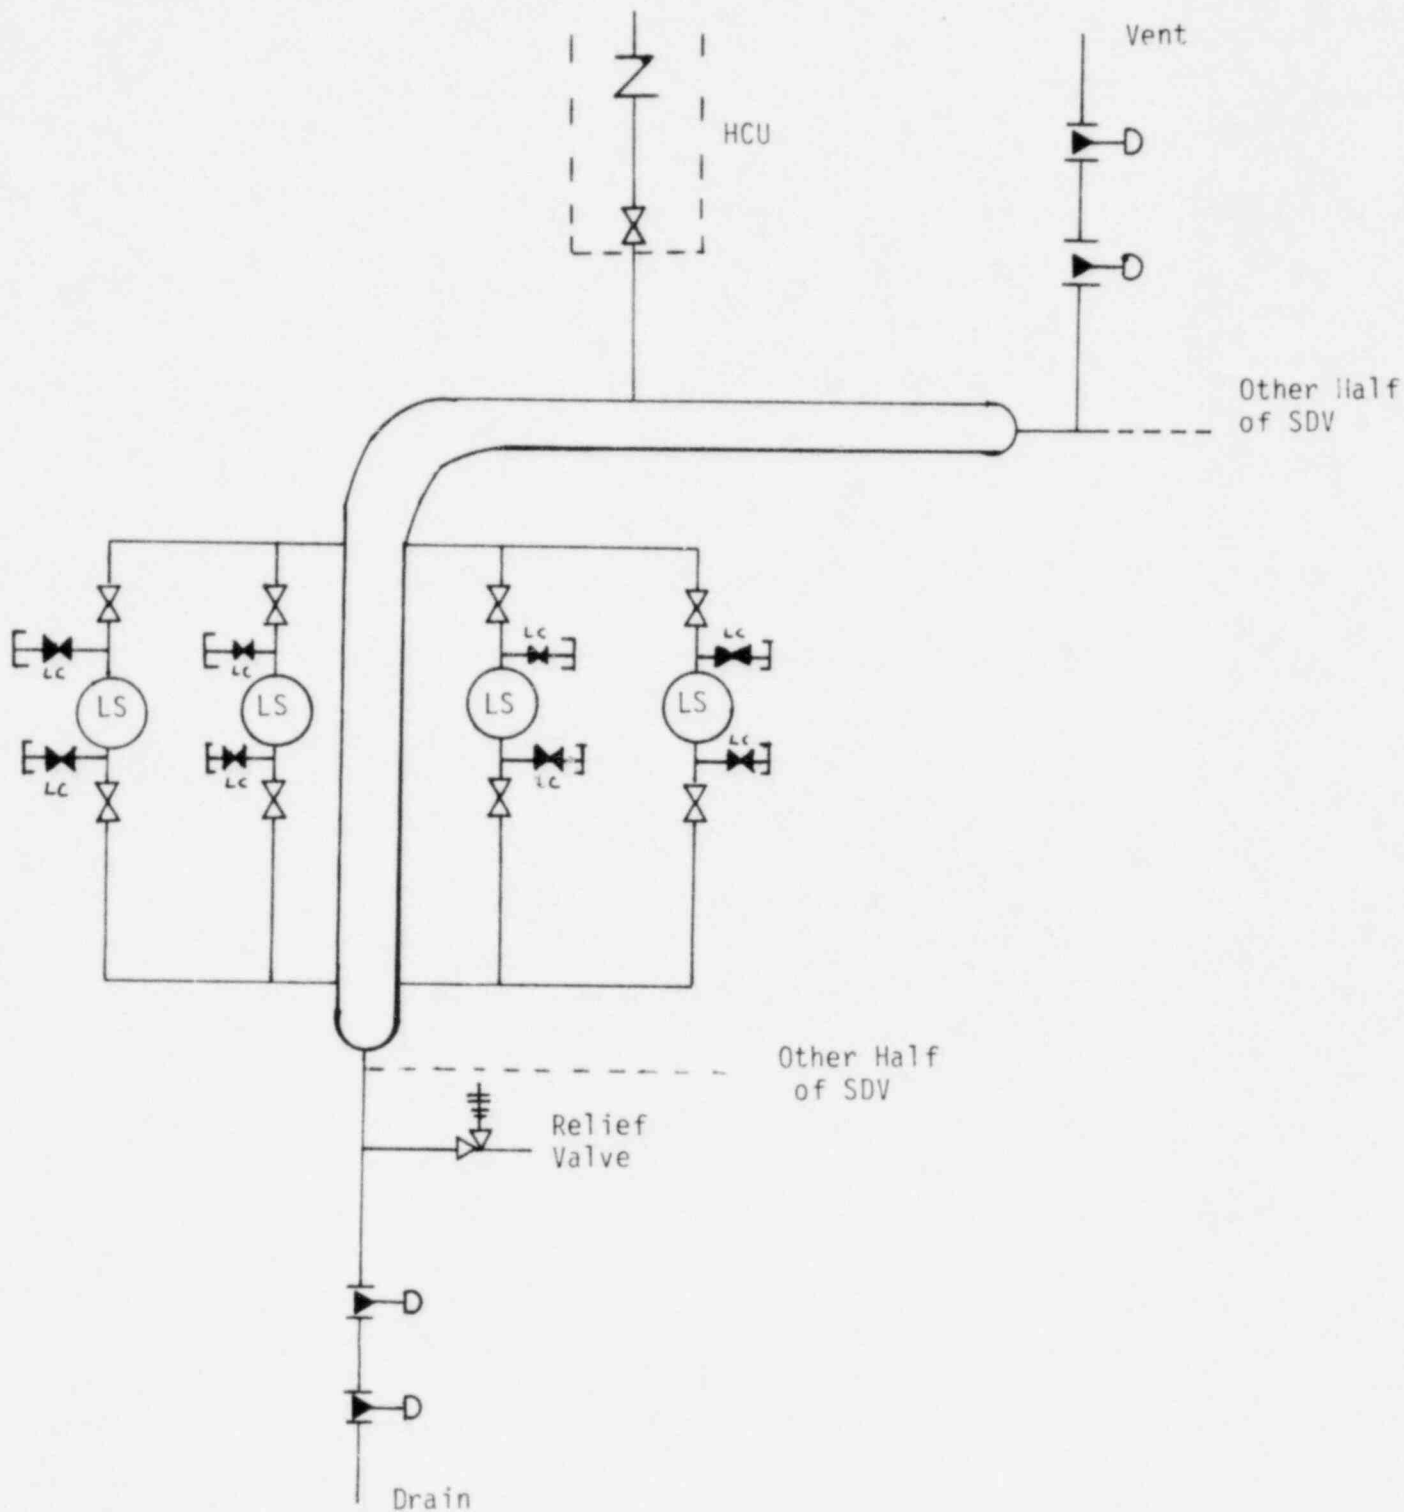 Vent
HCU
Other Half
of SDV
LC
LC
LC
LC
LS
LS
LS
LS
LC
LC
LC
LC
Other Half
of SDV
Relief
Valve
Drain